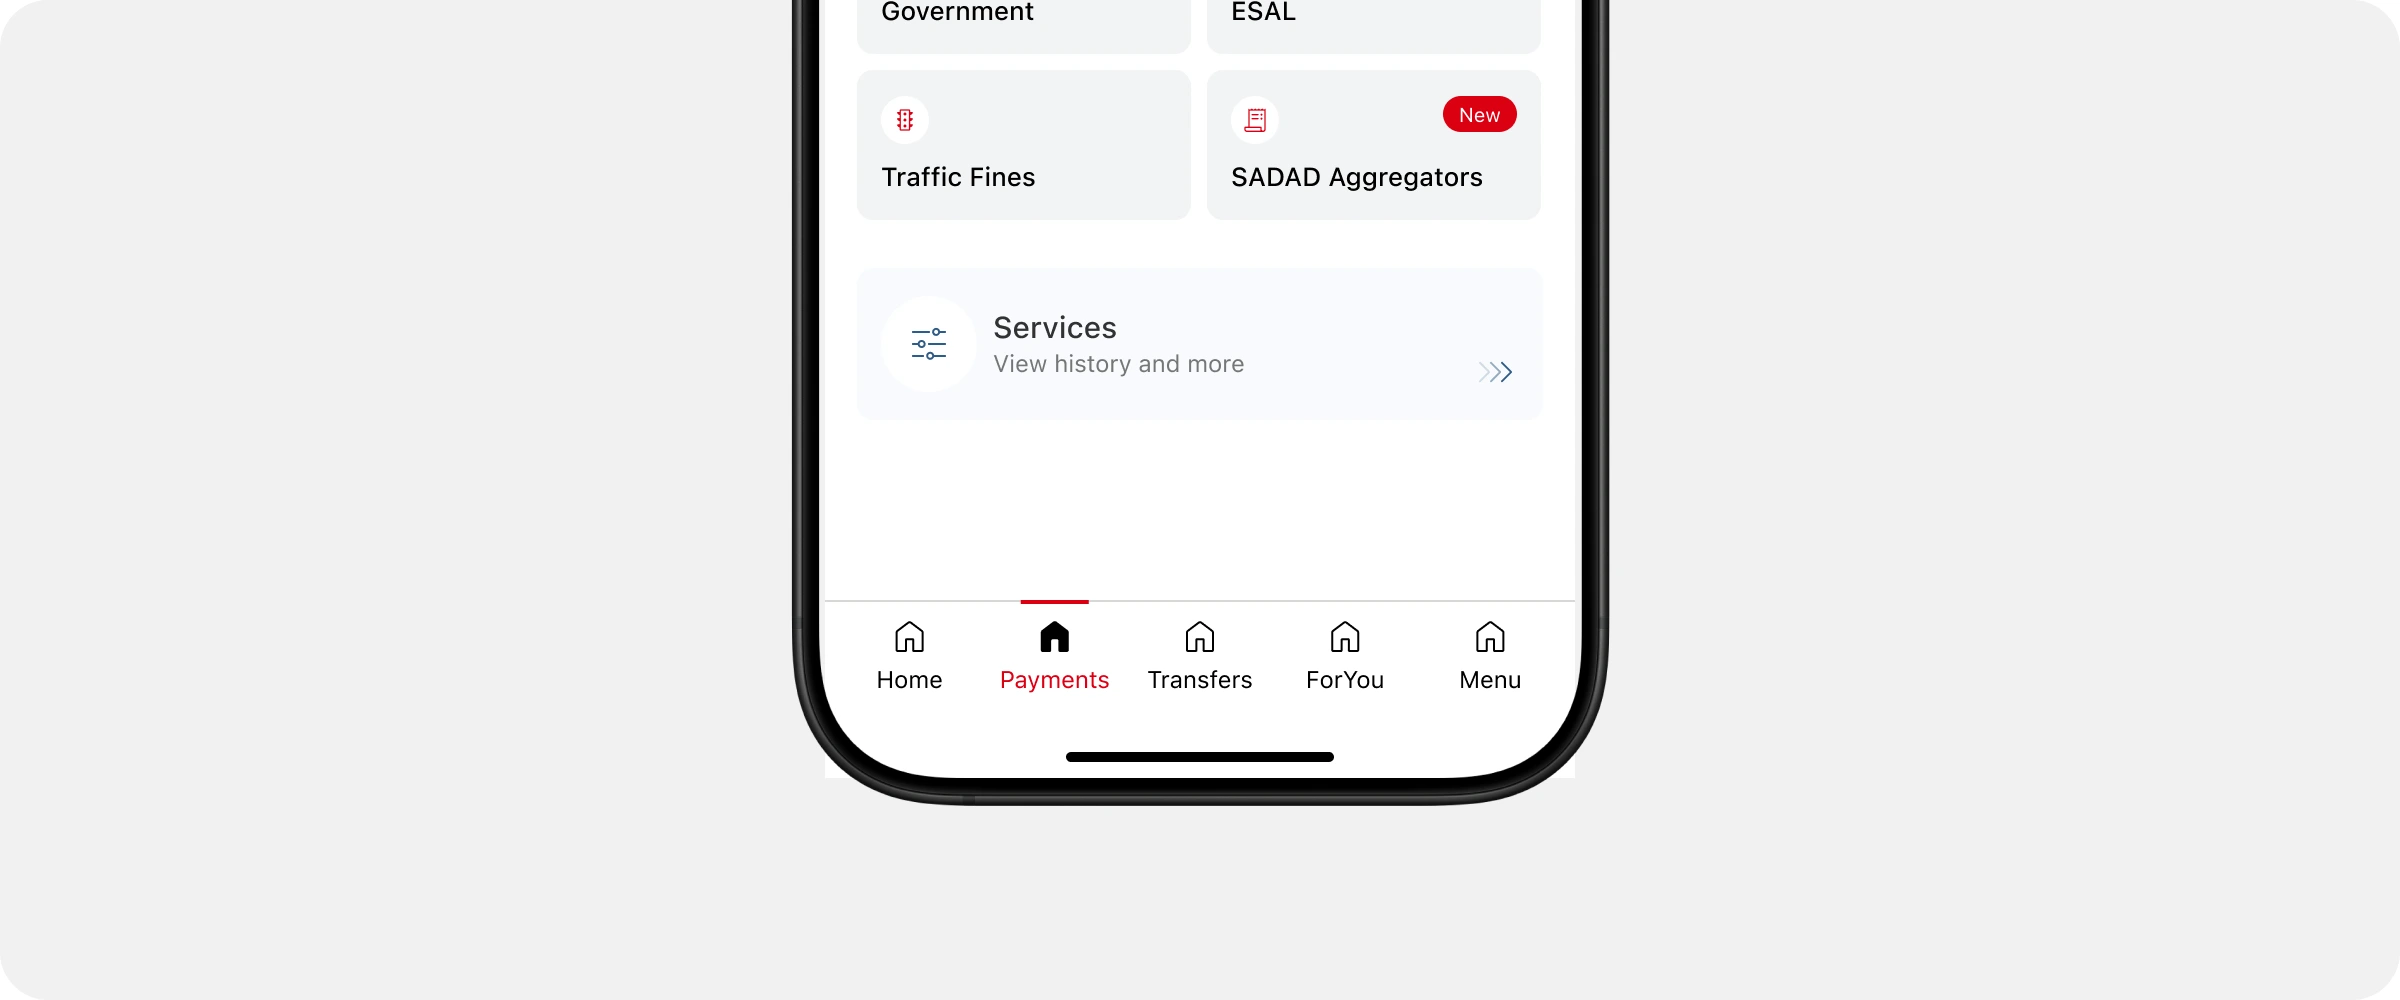 Government
ESAL
New
Traffic Fines
SADAD Aggregators
Services
View history and more
Home
Payments
Transfers
ForYou
Menu